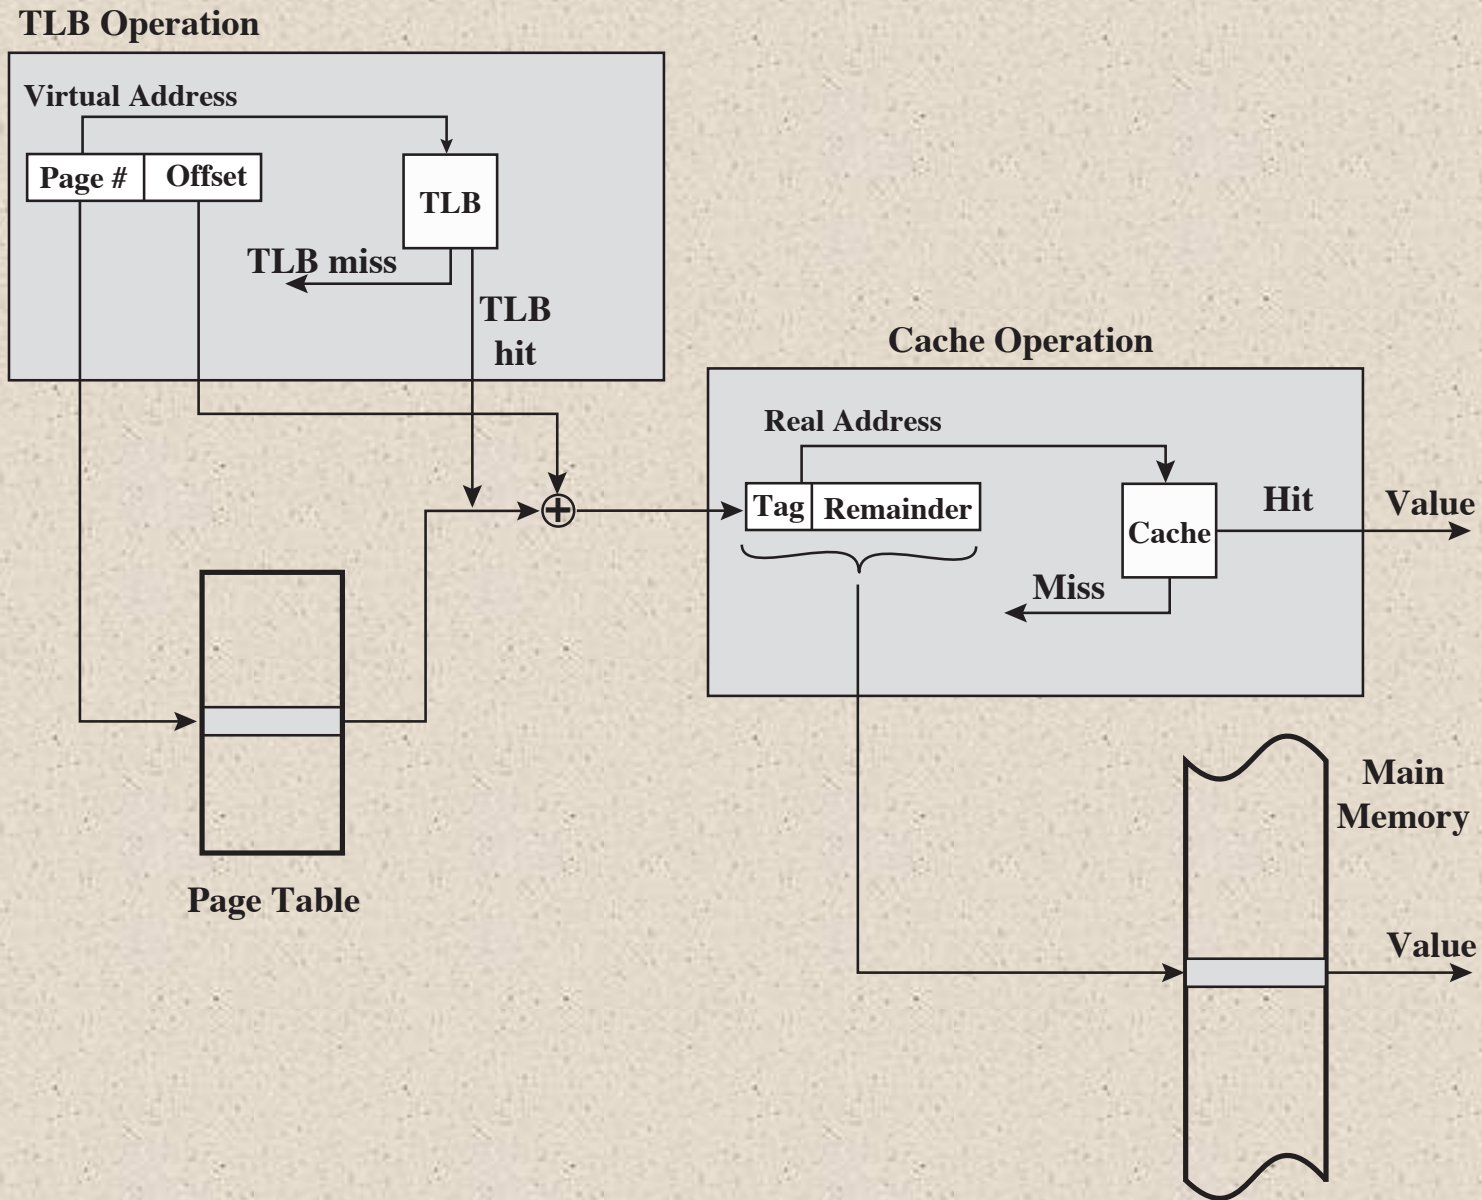 TLB Operation
Virtual Address
Page #
Offset
TLB
TLB miss
TLB
hit
Cache Operation
Real Address
Tag
Remainder
Cache
Hit
Value
Miss
Page Table
Main
Memory
Value